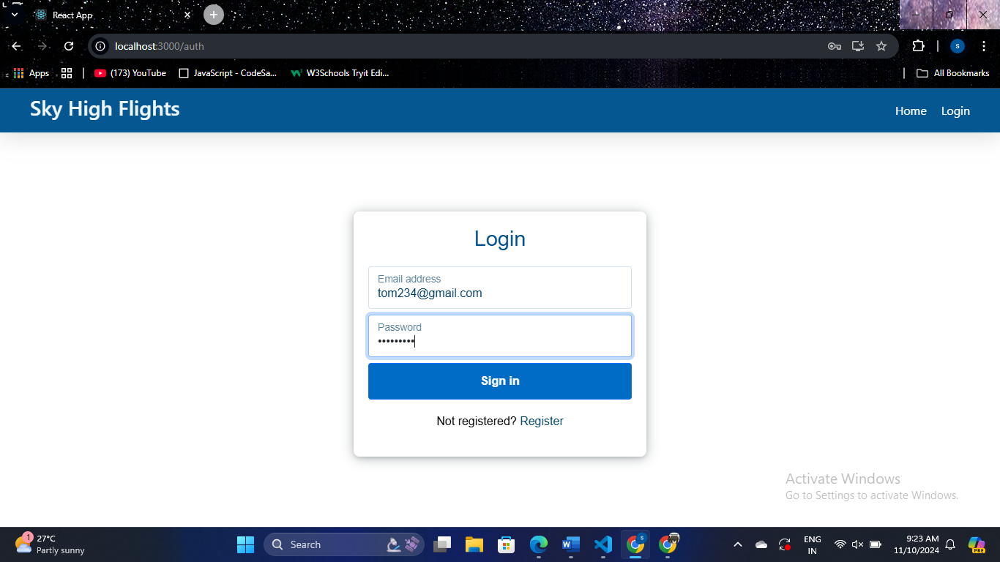 React App
localhost:3000/auth
S
Apps
(173) YouTube
JavaScript - CodeSa...
W3Schools Tryit Edi...
All Bookmarks
Sky High Flights
Home
Login
Login
Email address
tom234@gmail.com
Password
•••••••••
Sign in
Not registered? Register
Activate Windows
Go to Settings to activate Windows.
1
27°C
Partly sunny
Search
S
ENG
IN
9:23 AM
11/10/2024
PRE